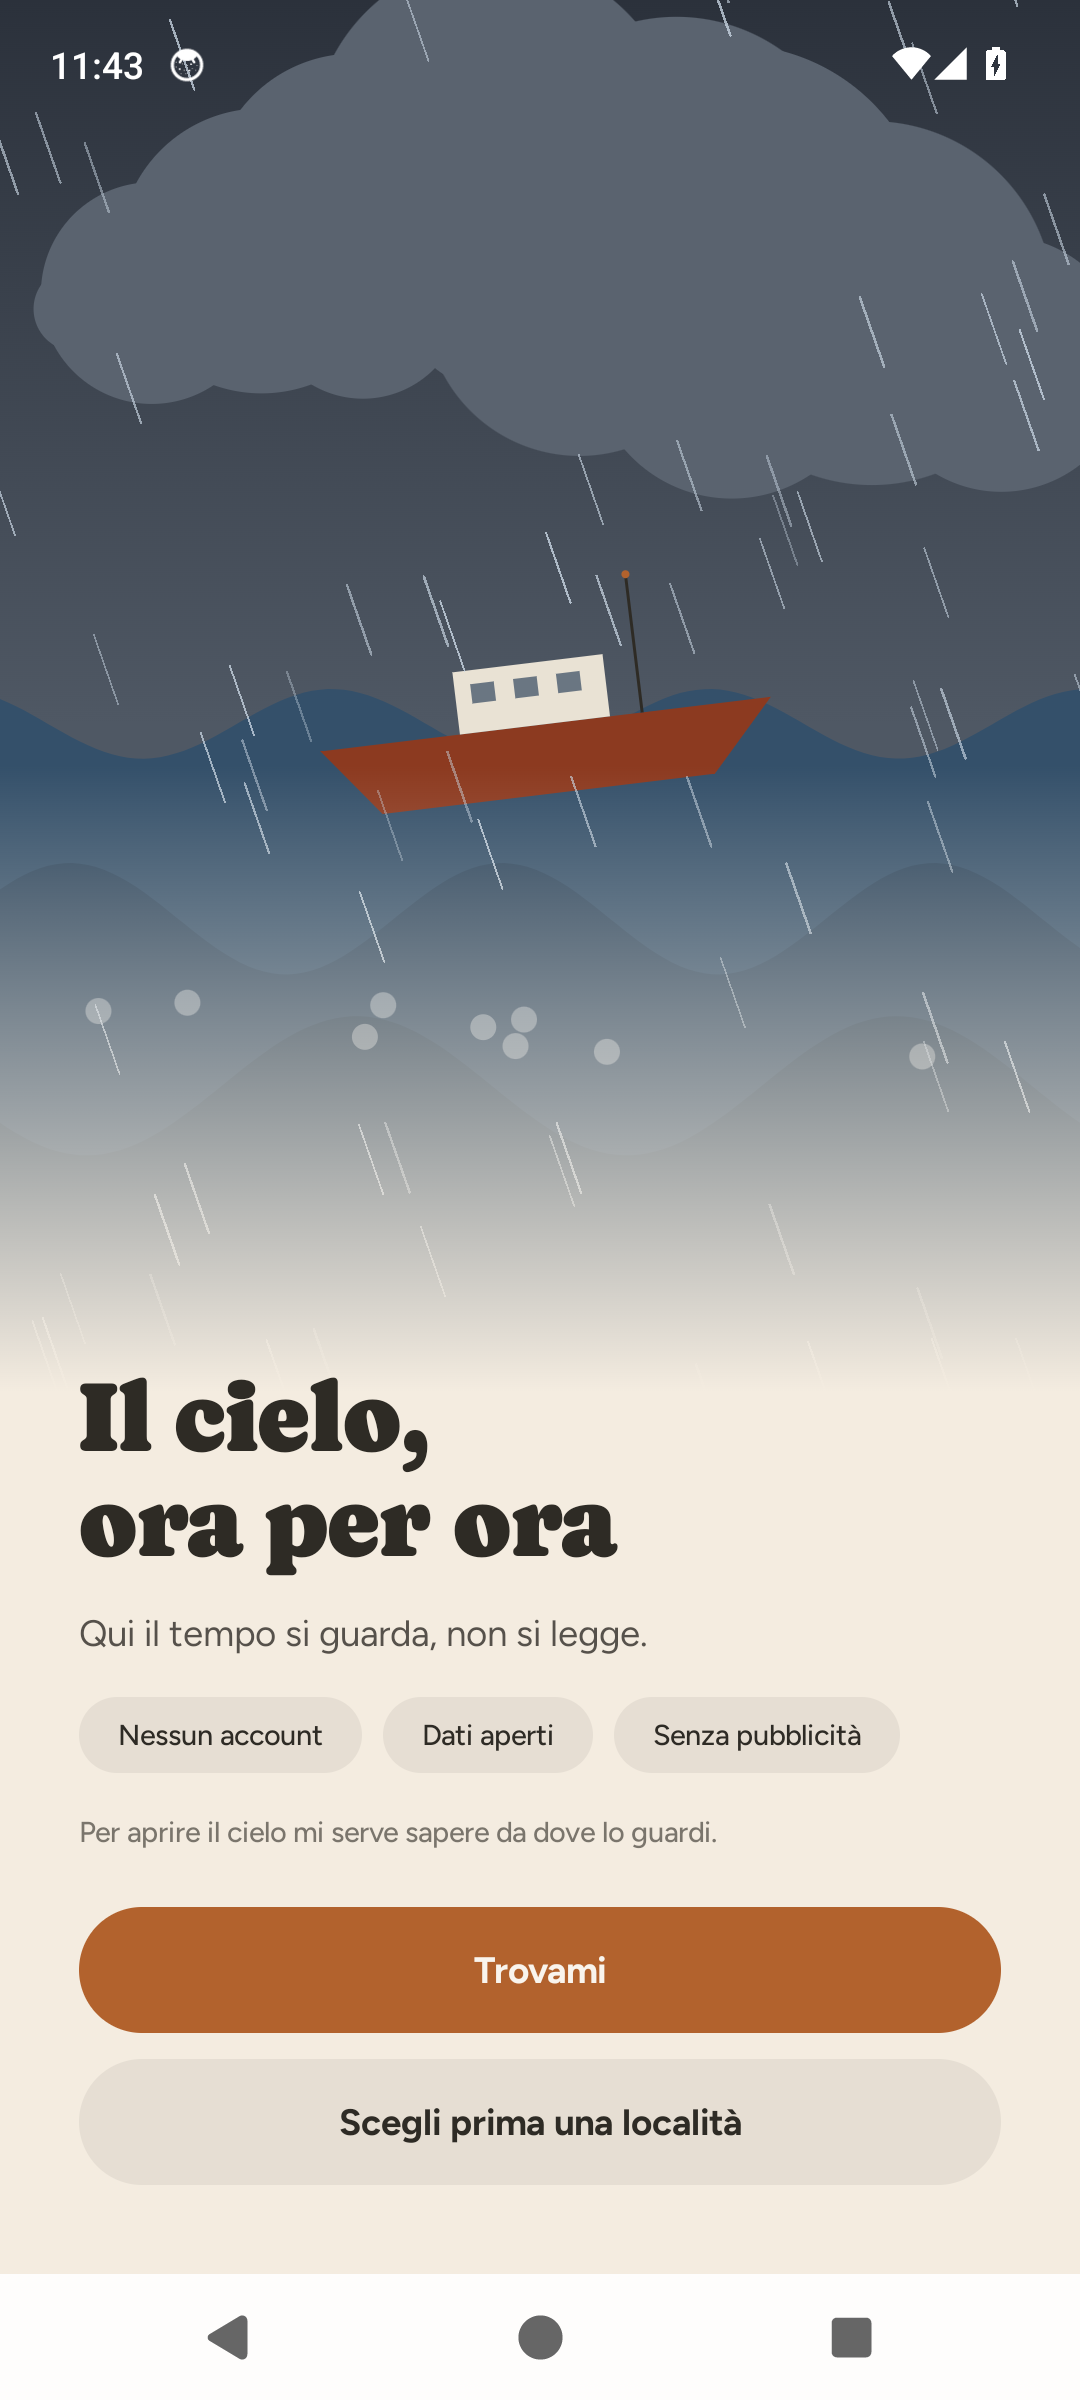 11:43
Il cielo,
ora per ora
Qui il tempo si guarda, non si legge.
Nessun account
Dati aperti
Senza pubblicità
Per aprire il cielo mi serve sapere da dove lo guardi.
Trovami
Scegli prima una località